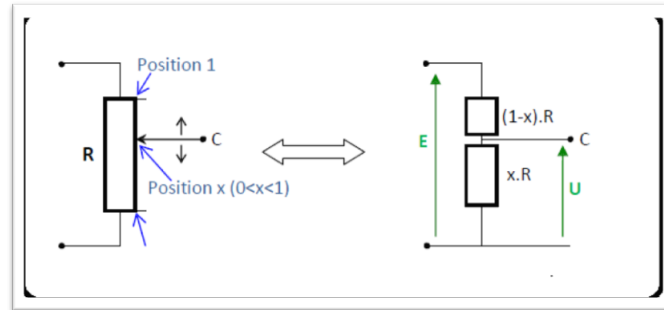 Position 1
R
C
Position x (0<x<1)
E
(1-x).R
C
x.R
U